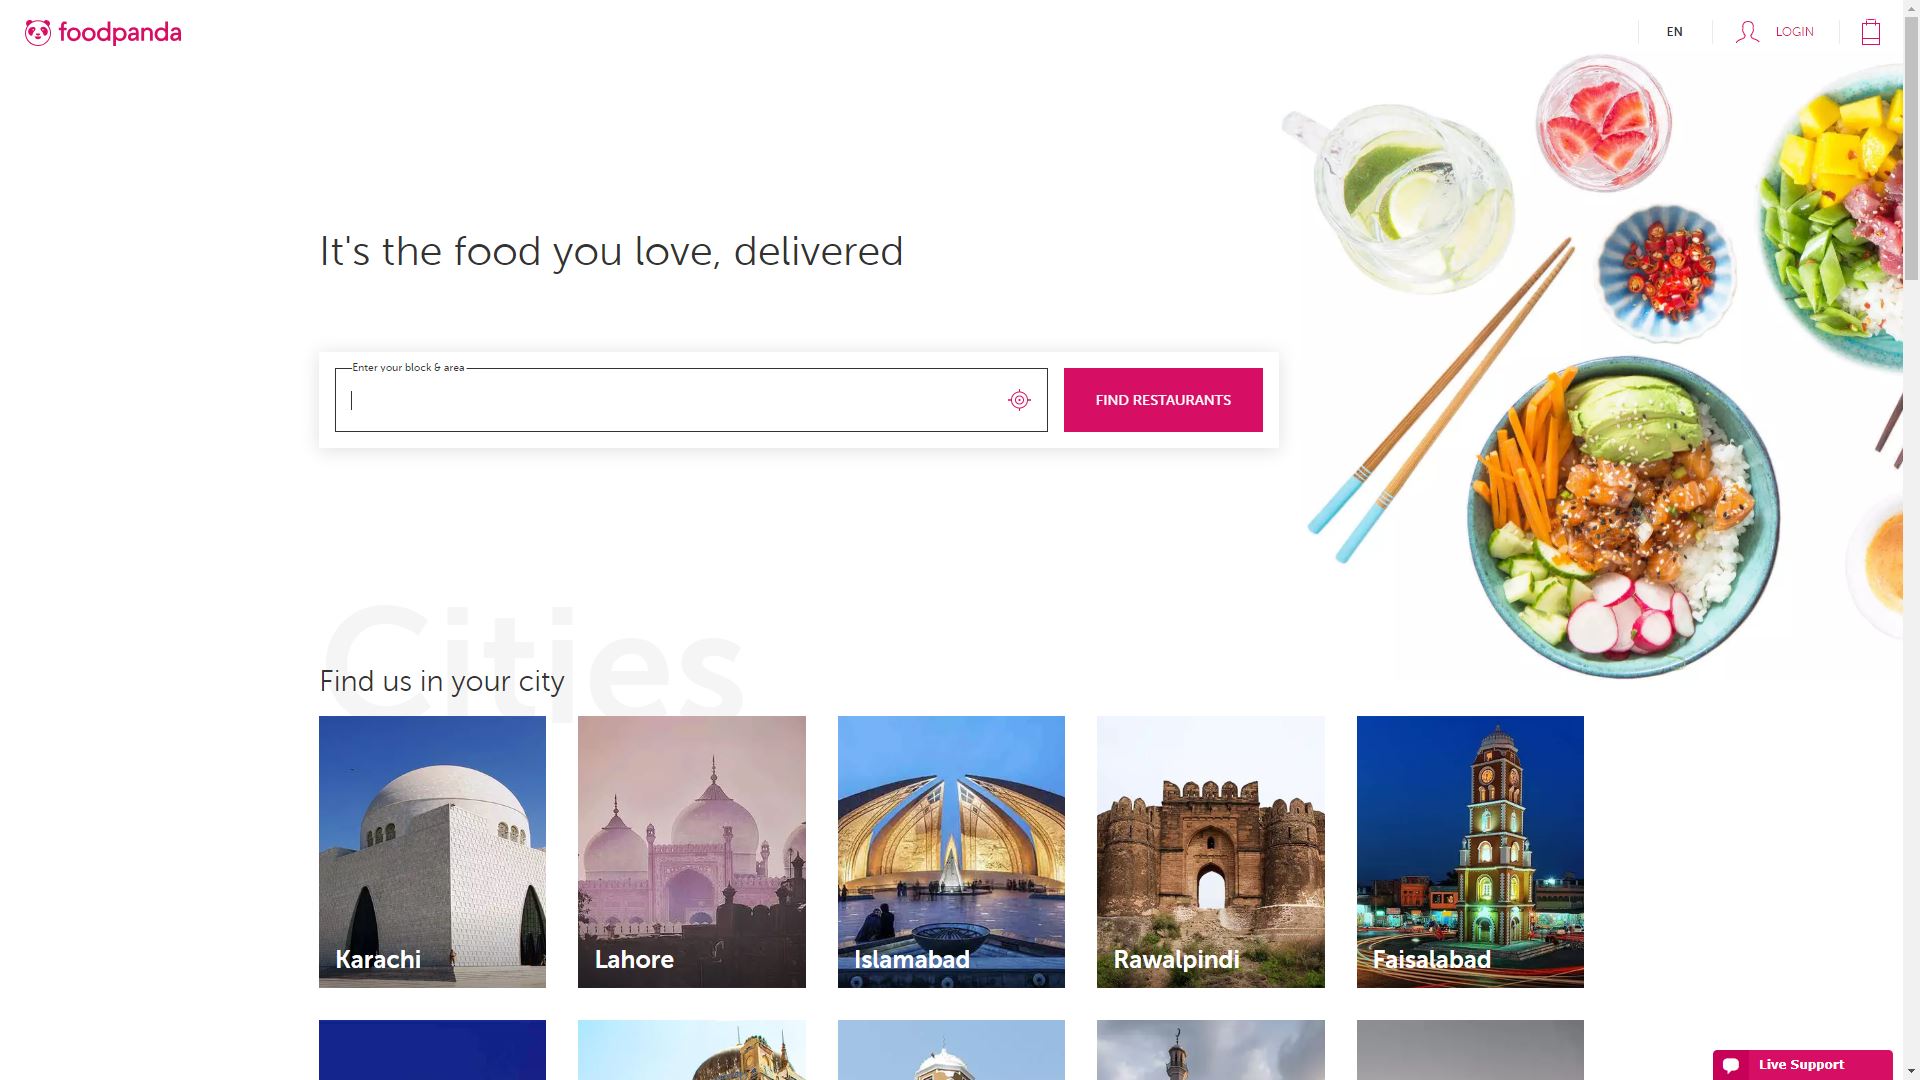 foodpanda
EN
LOGIN
It's the food you love, delivered
Enter your block & area
FIND RESTAURANTS
Cities
Find us in your city
Karachi
Lahore
Islamabad
Rawalpindi
Faisalabad
Live Support